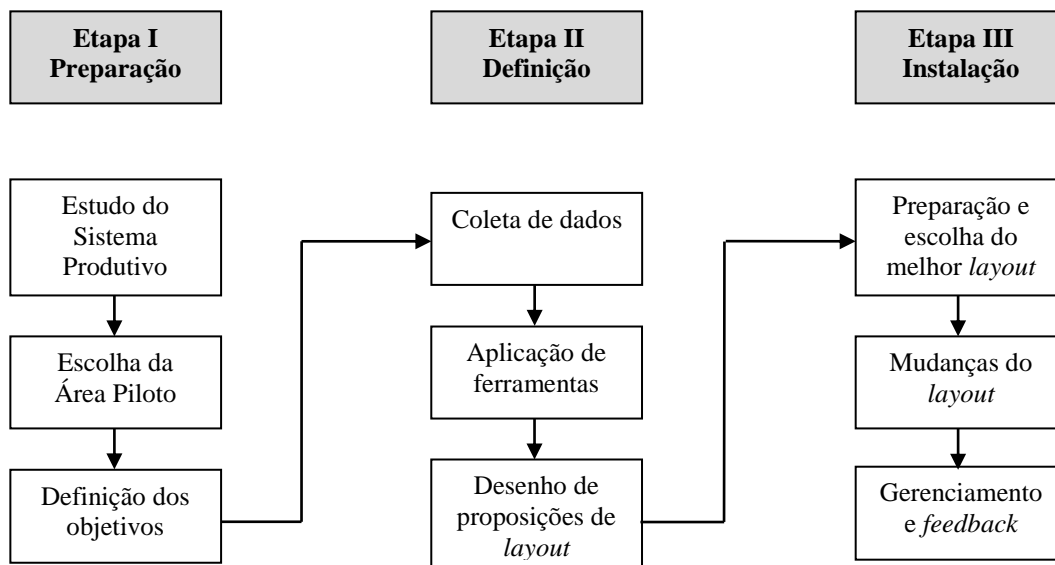 Etapa I
Preparação
Etapa II
Definição
Etapa III
Instalação
Estudo do
Sistema
Produtivo
Escolha da
Área Piloto
Definição dos
objetivos
Coleta de dados
Aplicação de
ferramentas
Desenho de
proposições de
layout
Preparação e
escolha do
melhor layout
Mudanças do
layout
Gerenciamento
e feedback